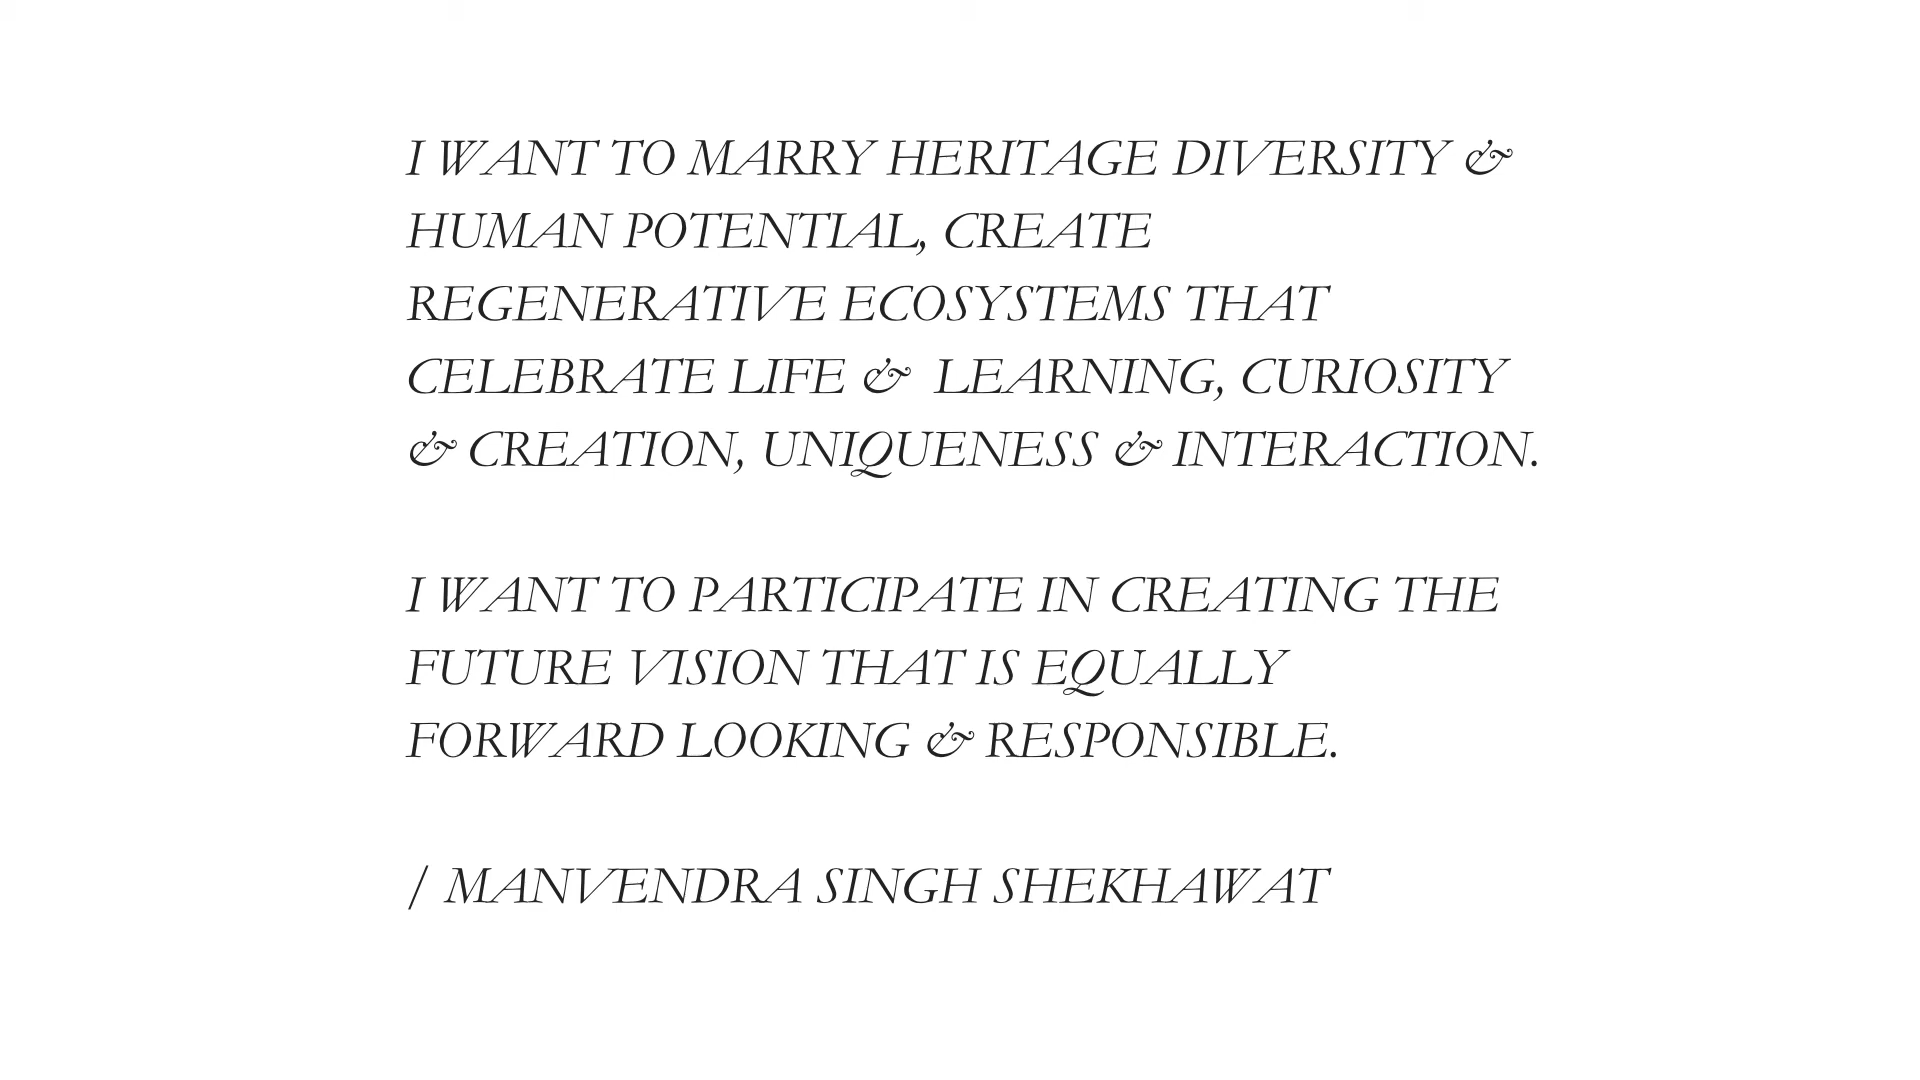 I WANT TO MARRY HERITAGE DIVERSITY &
HUMAN POTENTIAL, CREATE
REGENERATIVE ECOSYSTEMS THAT
CELEBRATE LIFE & LEARNING, CURIOSITY
& CREATION, UNIQUENESS & INTERACTION.
I WANT TO PARTICIPATE IN CREATING THE
FUTURE VISION THAT IS EQUALLY
FORWARD LOOKING & RESPONSIBLE.
/ MANVENDRA SINGH SHEKHAWAT